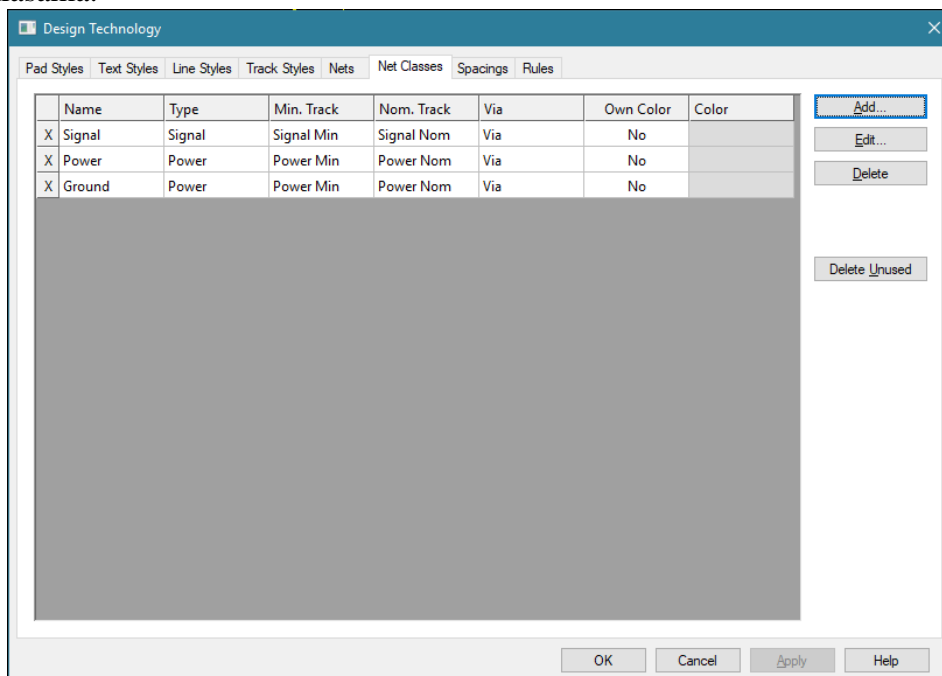 Design Technology
Pad Styles Text Styles Line Styles Track Styles Nets Net Classes Spacings Rules
Name Type Min. Track Nom. Track Via Own Color Color
X Signal Signal Signal Min Signal Nom Via No
X Power Power Power Min Power Nom Via No
X Ground Power Power Min Power Nom Via No
Add...
Edit...
Delete
Delete Unused
OK Cancel Apply Help